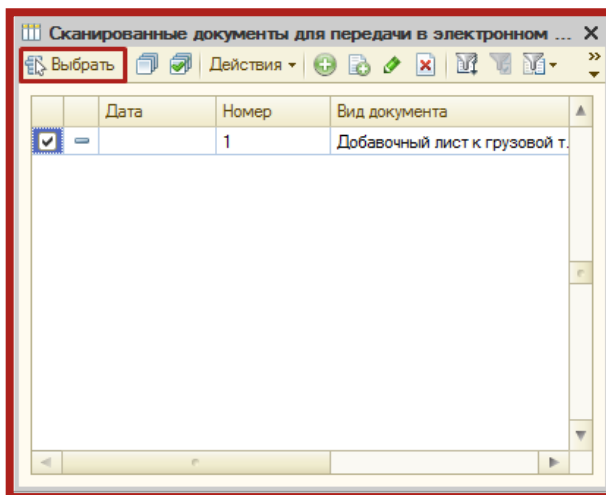 Сканированные документы для передачи в электронном ...
Выбрать Действия
Дата Номер Вид документа
1 Добавочный лист к грузовой т.